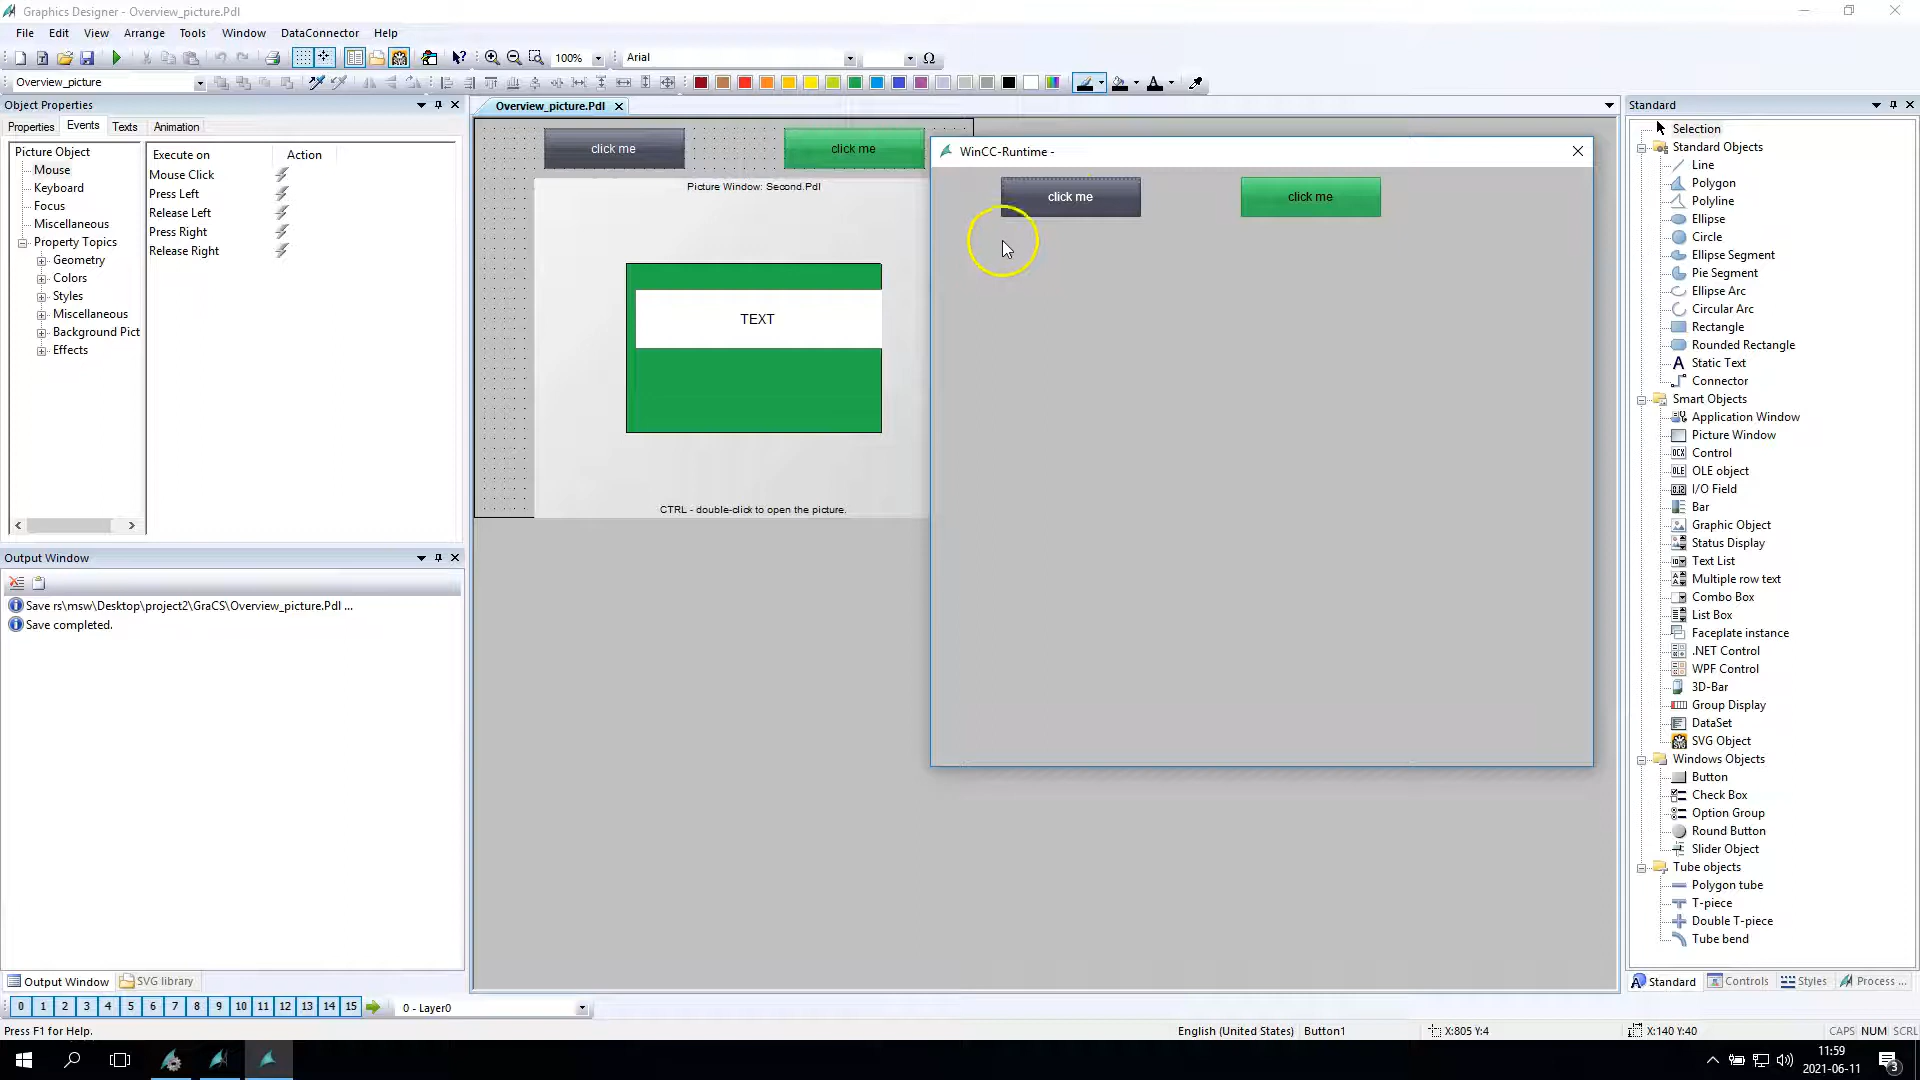 Graphics Designer - Overview_picture.Pdl
File Edit View Arrange Tools Window DataConnector Help
100% Arial
Overview_picture
Object Properties
Properties Events Texts Animation
Picture Object
Mouse
Keyboard
Focus
Miscellaneous
Property Topics
Geometry
Colors
Styles
Miscellaneous
Background Pict
Effects
Execute on Action
Mouse Click
Press Left
Release Left
Press Right
Release Right
Output Window
Save rs\msw\Desktop\project2\GraCS\Overview_picture.Pdl ...
Save completed.
Output Window SVG library
Overview_picture.Pdl
click me click me
Picture Window: Second.Pdl
TEXT
CTRL - double-click to open the picture.
WinCC-Runtime -
click me click me
Standard
Selection
Standard Objects
Line
Polygon
Polyline
Ellipse
Circle
Ellipse Segment
Pie Segment
Ellipse Arc
Circular Arc
Rectangle
Rounded Rectangle
Static Text
Connector
Smart Objects
Application Window
Picture Window
Control
OLE object
I/O Field
Bar
Graphic Object
Status Display
Text List
Multiple row text
Combo Box
List Box
Faceplate instance
.NET Control
WPF Control
3D-Bar
Group Display
DataSet
SVG Object
Windows Objects
Button
Check Box
Option Group
Round Button
Slider Object
Tube objects
Polygon tube
T-piece
Double T-piece
Tube bend
Standard Controls Styles Process ...
0 1 2 3 4 5 6 7 8 9 10 11 12 13 14 15 0 - Layer0
Press F1 for Help. English (United States) Button1 X:805 Y:4 X:140 Y:40 CAPS NUM SCRL
11:59
2021-06-11
3